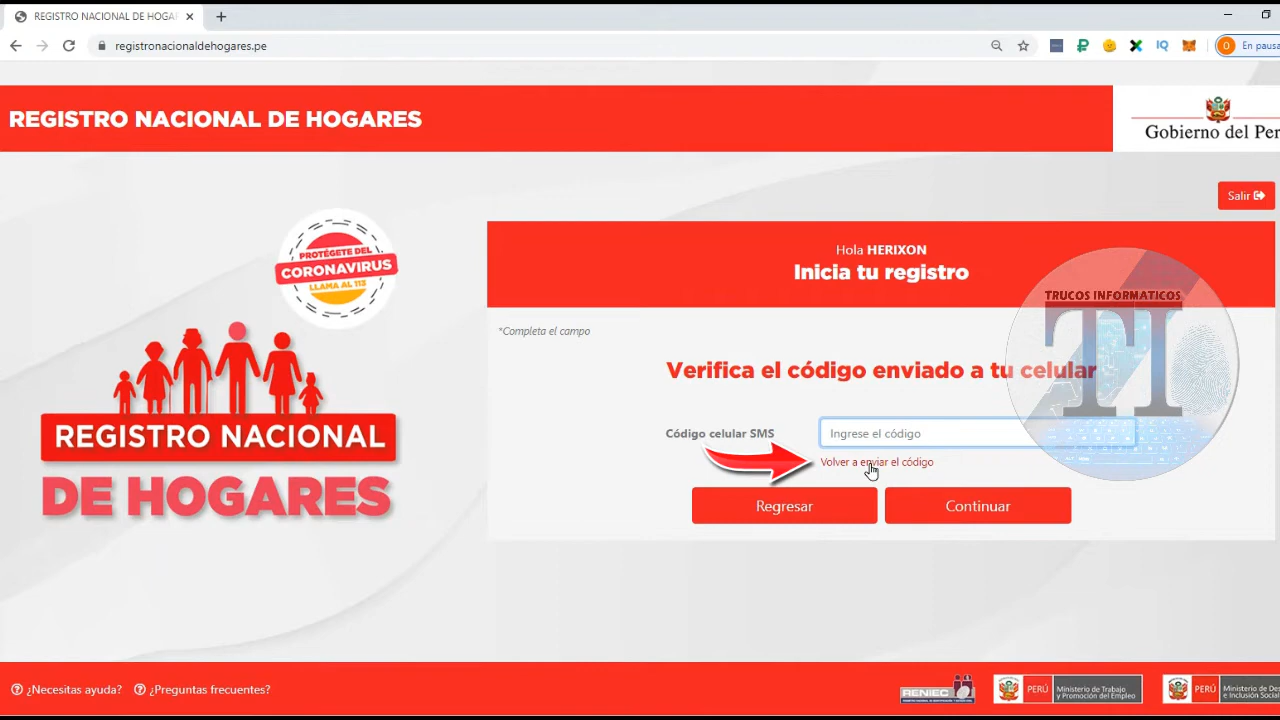 REGISTRO NACIONAL DE HOGA
registronacionaldehogares.pe
IQ
O
En pausa
REGISTRO NACIONAL DE HOGARES
Gobierno del Per
Salir
PROTÉGETE DEL
CORONAVIRUS
LLAMA AL 113
REGISTRO NACIONAL
DE HOGARES
Hola HERIXON
Inicia tu registro
TRUCOS INFORMATICOS
TI
*Completa el campo
Verifica el código enviado a tu celular
Código celular SMS
Ingrese el código
Volver a enviar el código
Regresar
Continuar
¿Necesitas ayuda?
¿Preguntas frecuentes?
RENIEC
PERÚ
Ministerio de Trabajo
y Promoción del Empleo
PERÚ
Ministerio de Des
e Inclusión Social